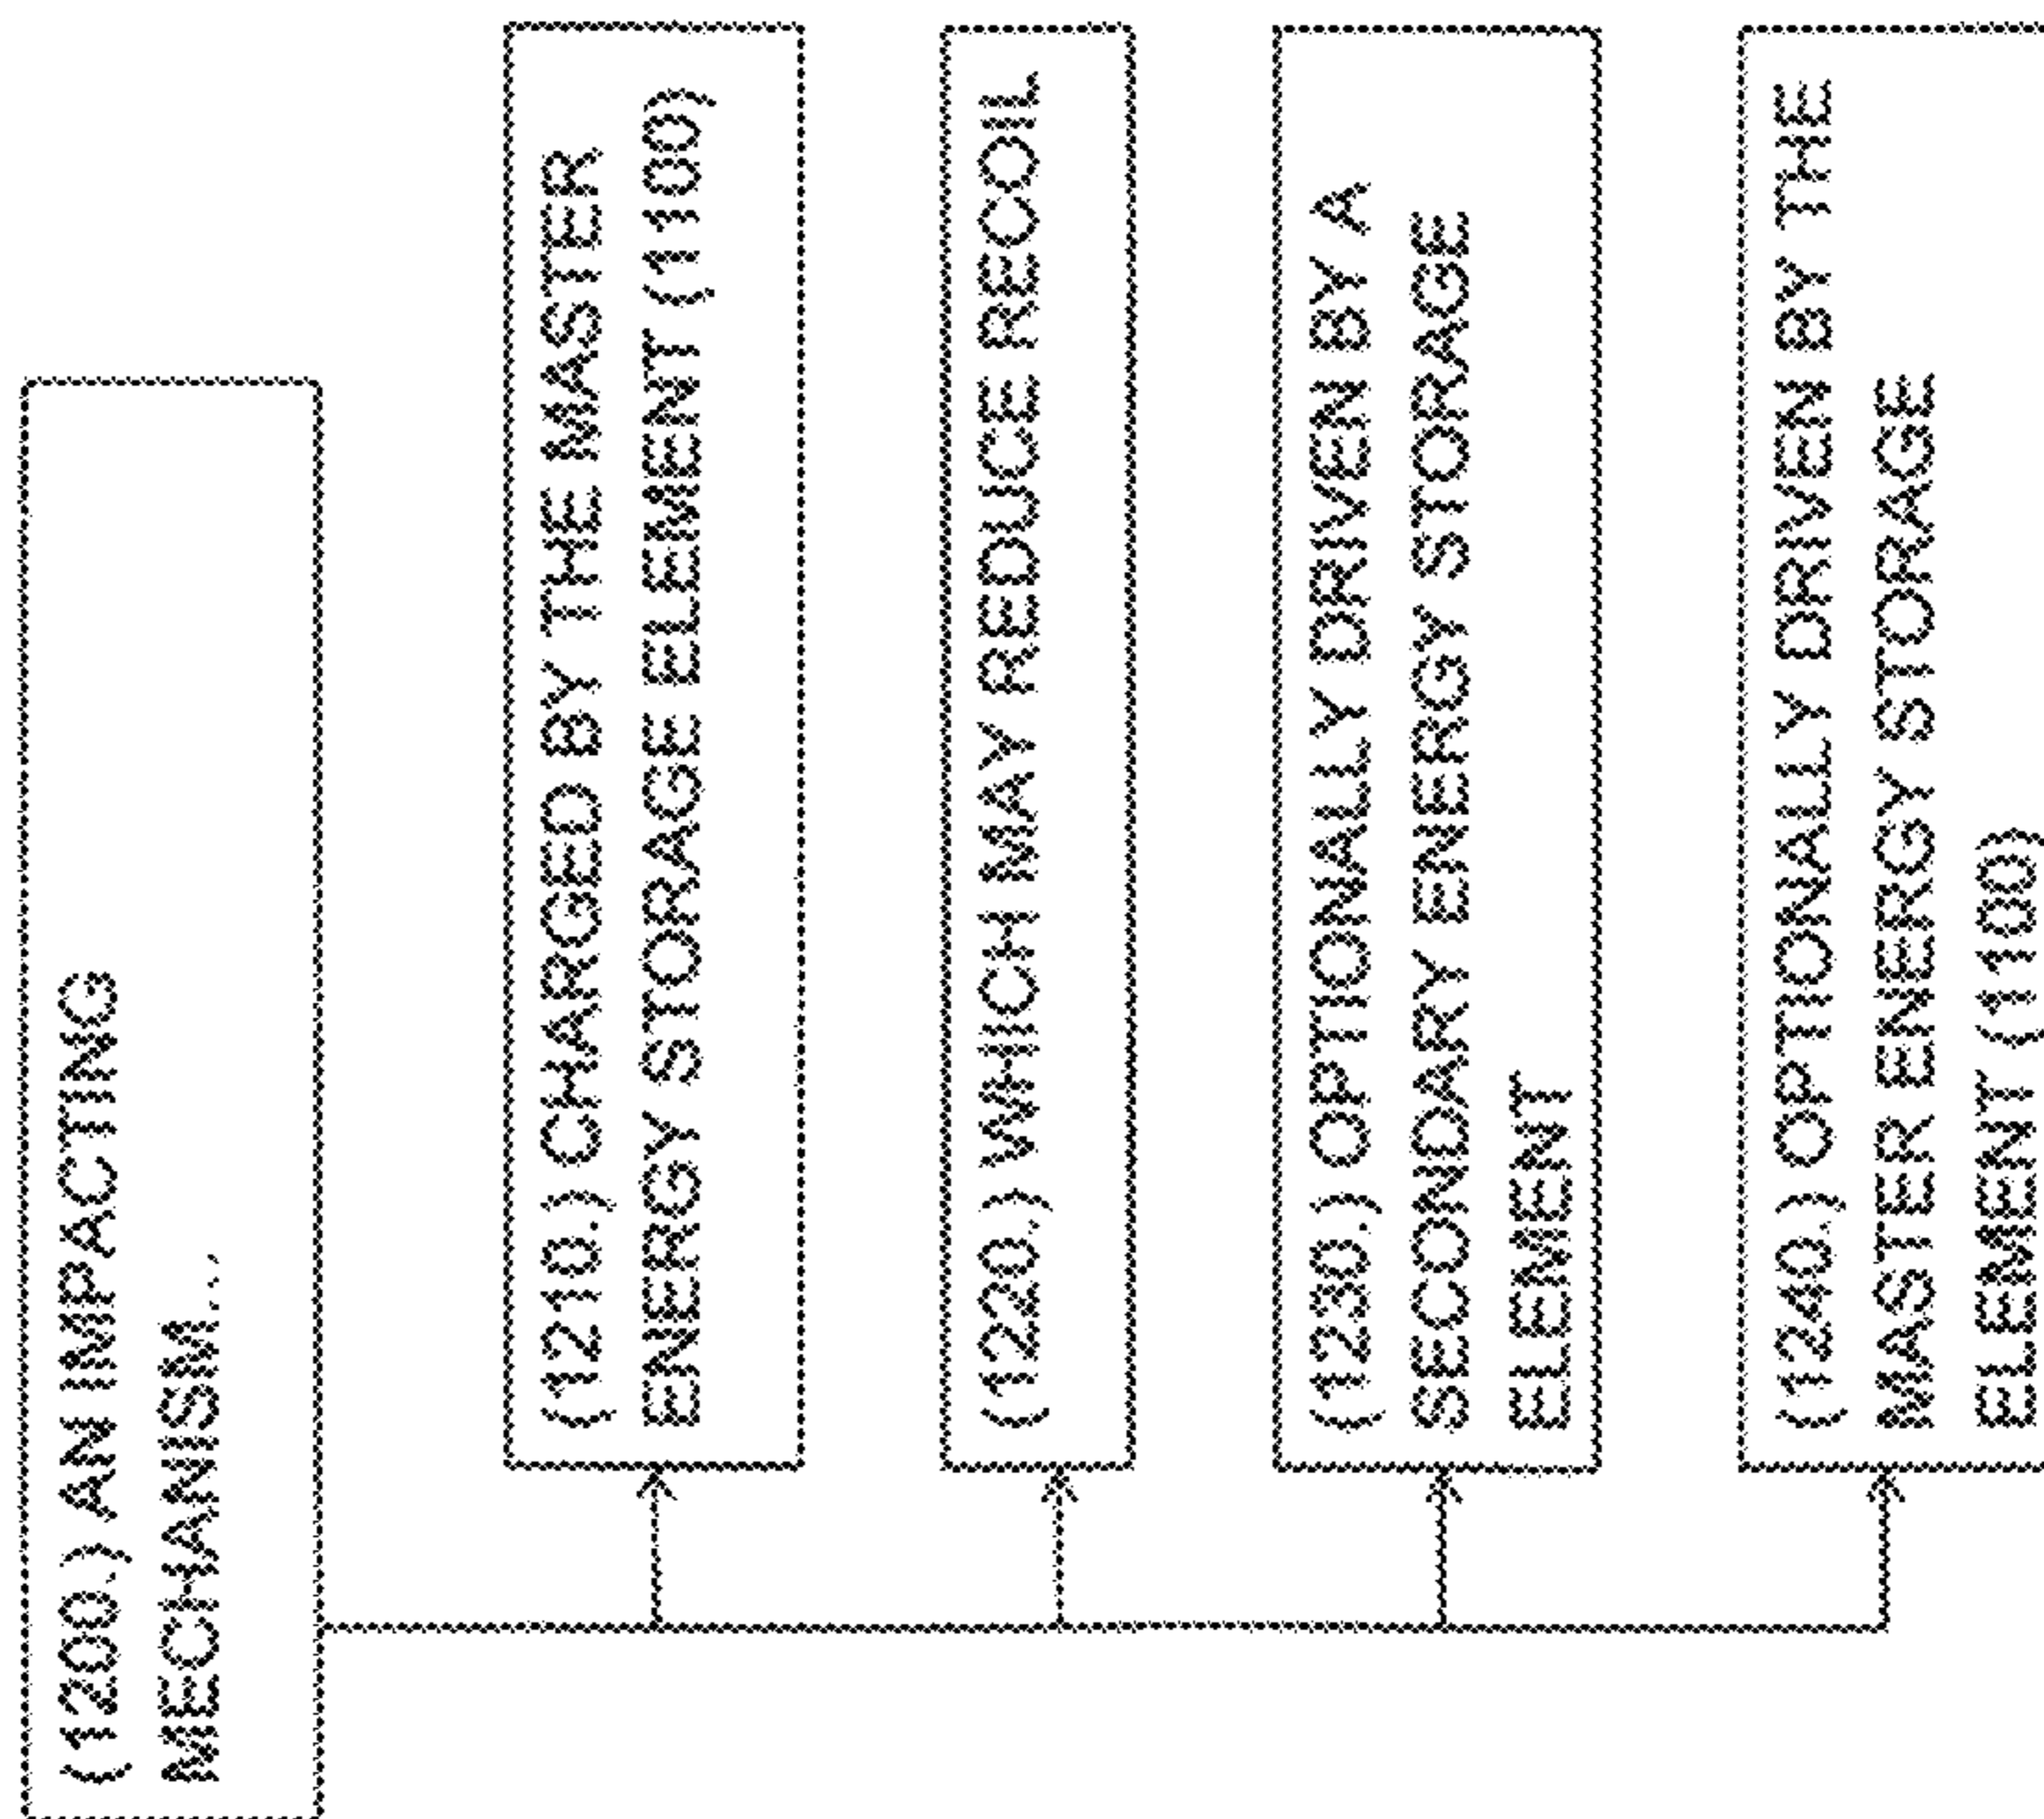 (1200.) AN IMPACTING
MECHANISM...
(1210.) CHARGED BY THE MASTER
ENERGY STORAGE ELEMENT (1100)
(1220.) WHICH MAY REDUCE RECOIL
(1230.) OPTIONALLY DRIVEN BY A
SECONDARY ENERGY STORAGE
ELEMENT
(1240.) OPTIONALLY DRIVEN BY THE
MASTER ENERGY STORAGE
ELEMENT (1100)